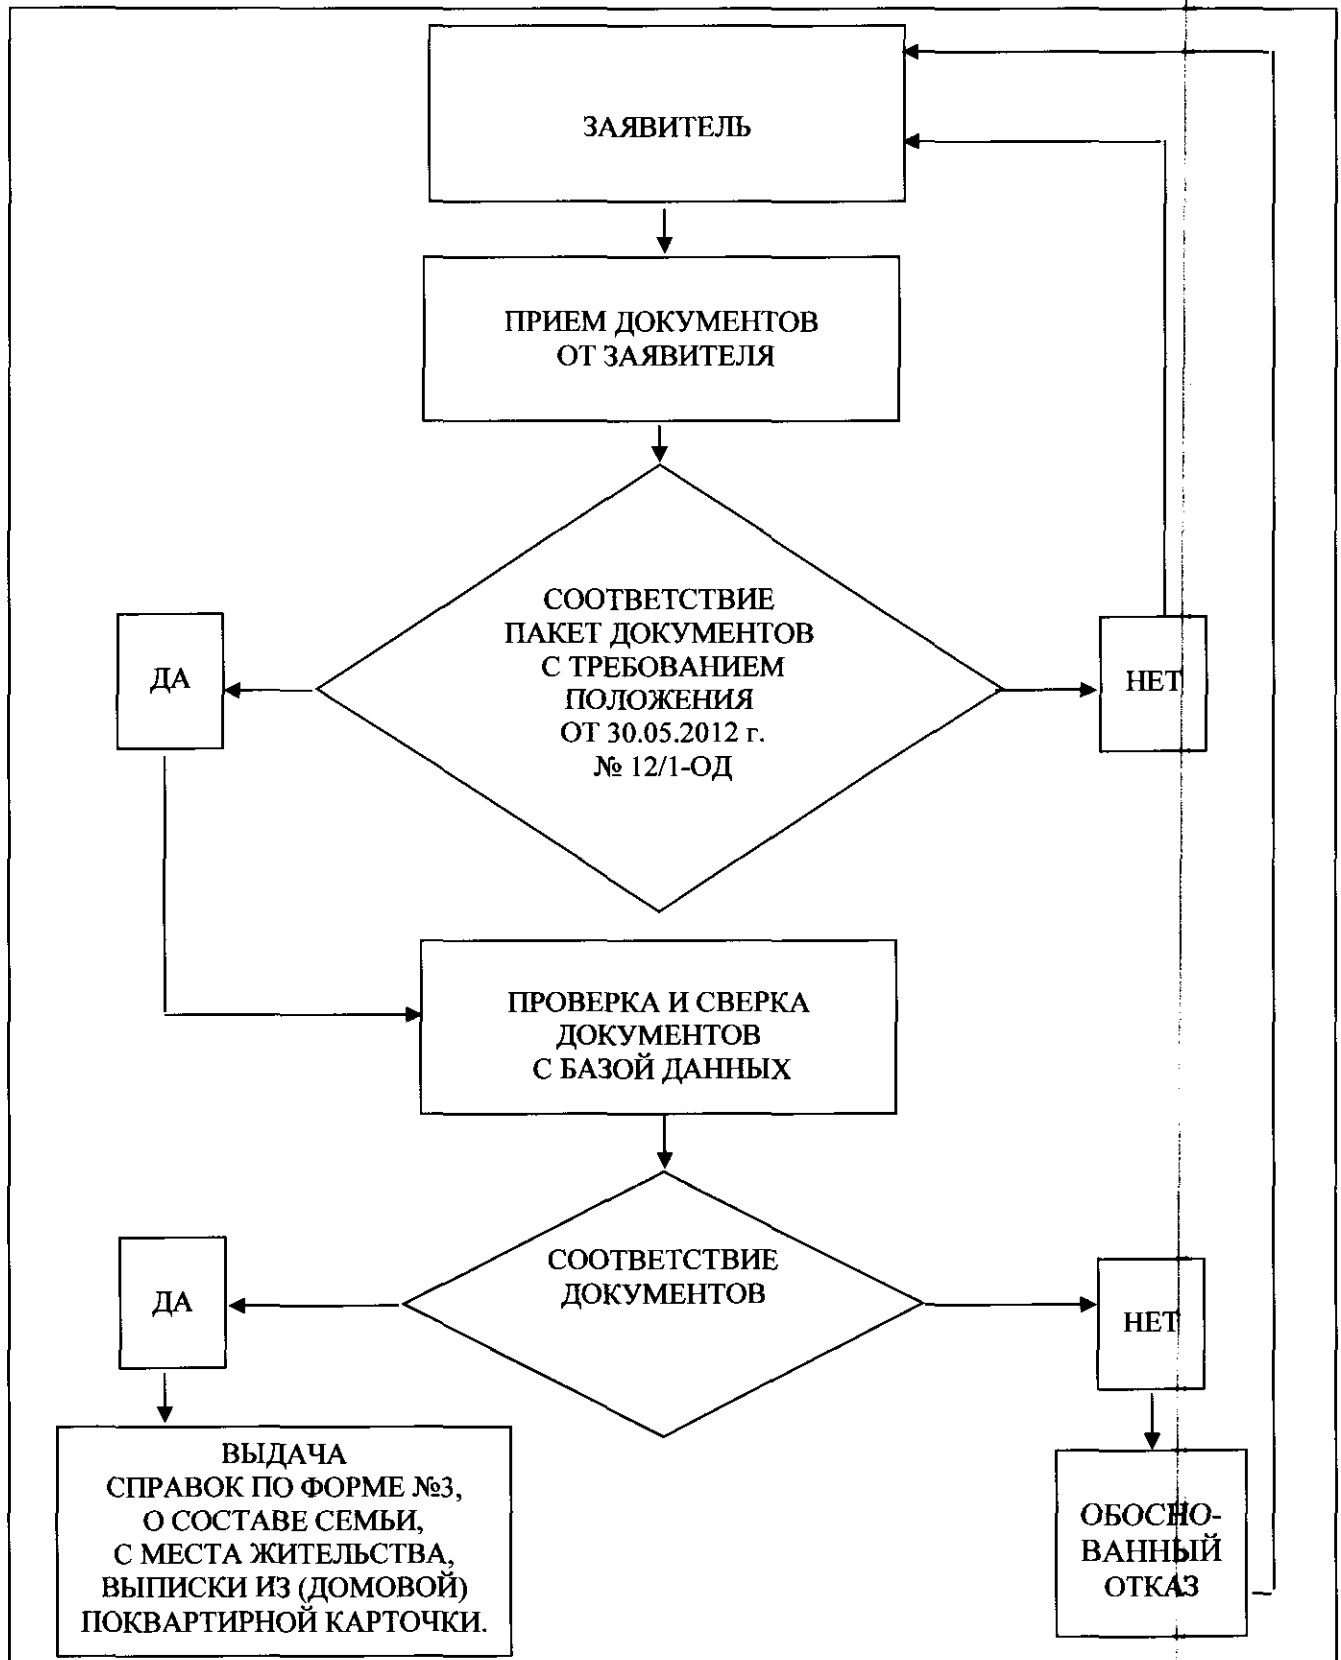 ЗАЯВИТЕЛЬ
ПРИЕМ ДОКУМЕНТОВ
ОТ ЗАЯВИТЕЛЯ
СООТВЕТСТВИЕ
ПАКЕТ ДОКУМЕНТОВ
С ТРЕБОВАНИЕМ
ПОЛОЖЕНИЯ
ОТ 30.05.2012 г.
№ 12/1-ОД
ДА
НЕТ
ПРОВЕРКА И СВЕРКА
ДОКУМЕНТОВ
С БАЗОЙ ДАННЫХ
СООТВЕТСТВИЕ
ДОКУМЕНТОВ
ДА
НЕТ
ВЫДАЧА
СПРАВОК ПО ФОРМЕ №3,
О СОСТАВЕ СЕМЬИ,
С МЕСТА ЖИТЕЛЬСТВА,
ВЫПИСКИ ИЗ (ДОМОВОЙ)
ПОКВАРТИРНОЙ КАРТОЧКИ.
ОБОСНО-
ВАННЫЙ
ОТКАЗ